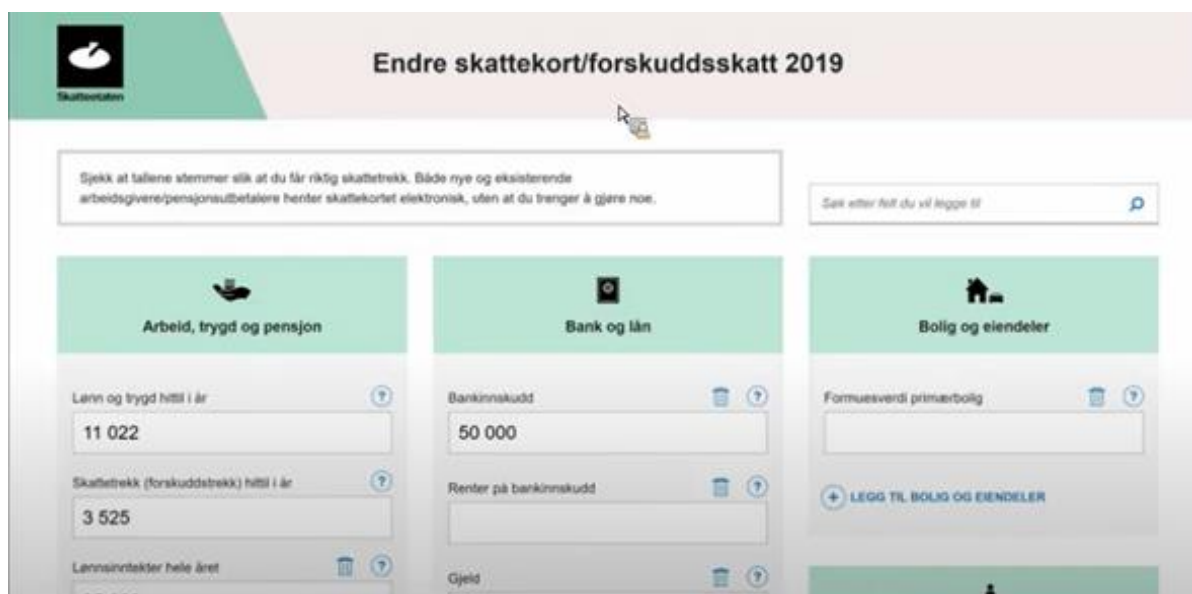 Skatteetaten
Endre skattekort/forskuddsskatt 2019
Sjekk at tallene stemmer slik at du får riktig skattetrekk. Både nye og eksisterende
arbeidsgivere/pensjonsutbetalere henter skattekortet elektronisk, uten at du trenger å gjøre noe.
Søk etter felt du vil legge til
Arbeid, trygd og pensjon
Lønn og trygd hittil i år
11 022
Skattetrekk (forskuddstrekk) hittil i år
3 525
Lønnsinntekter hele året
Bank og lån
Bankinnskudd
50 000
Renter på bankinnskudd
Gjeld
Bolig og eiendeler
Formuesverdi primærbolig
LEGG TIL BOLIG OG EIENDELER